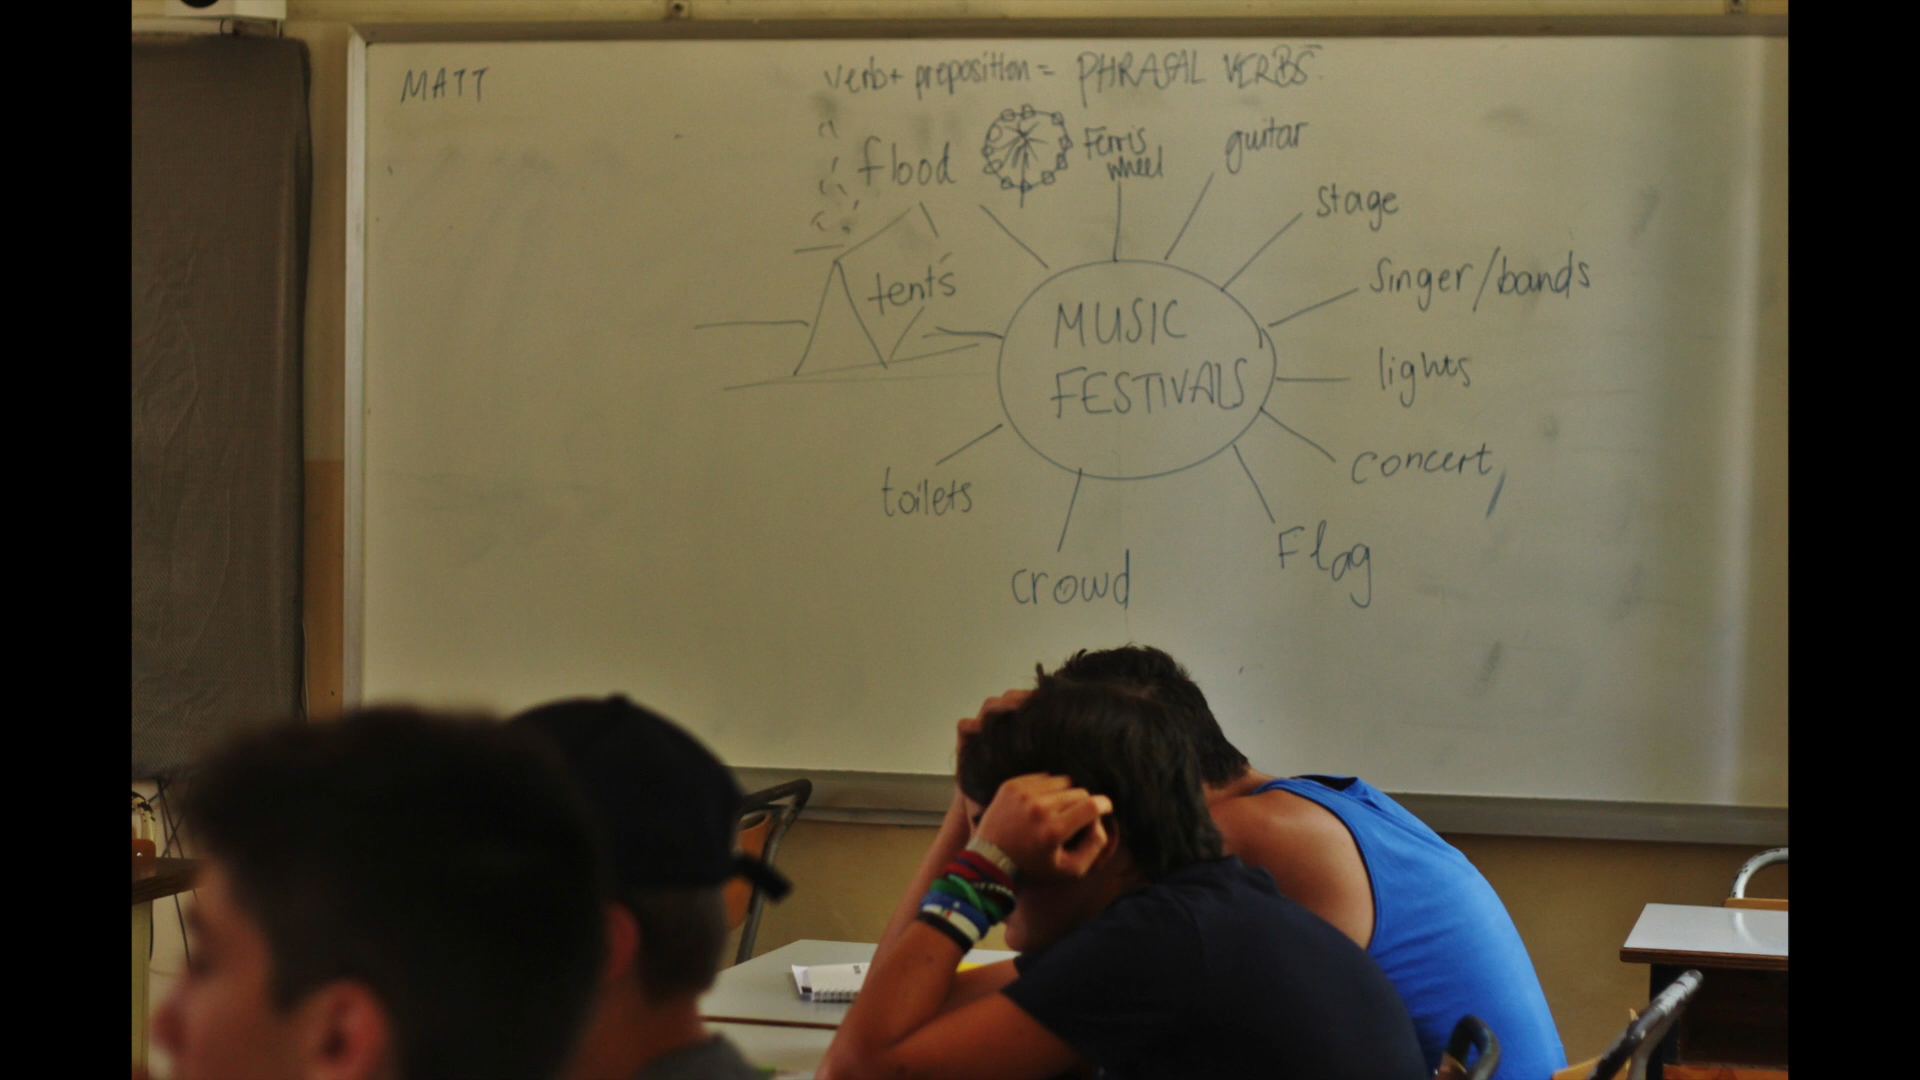 MATT
verb + preposition = PHRASAL VERBS
flood
Ferris
wheel
guitar
stage
singer/bands
tents
MUSIC
FESTIVALS
lights
concert
toilets
Flag
crowd